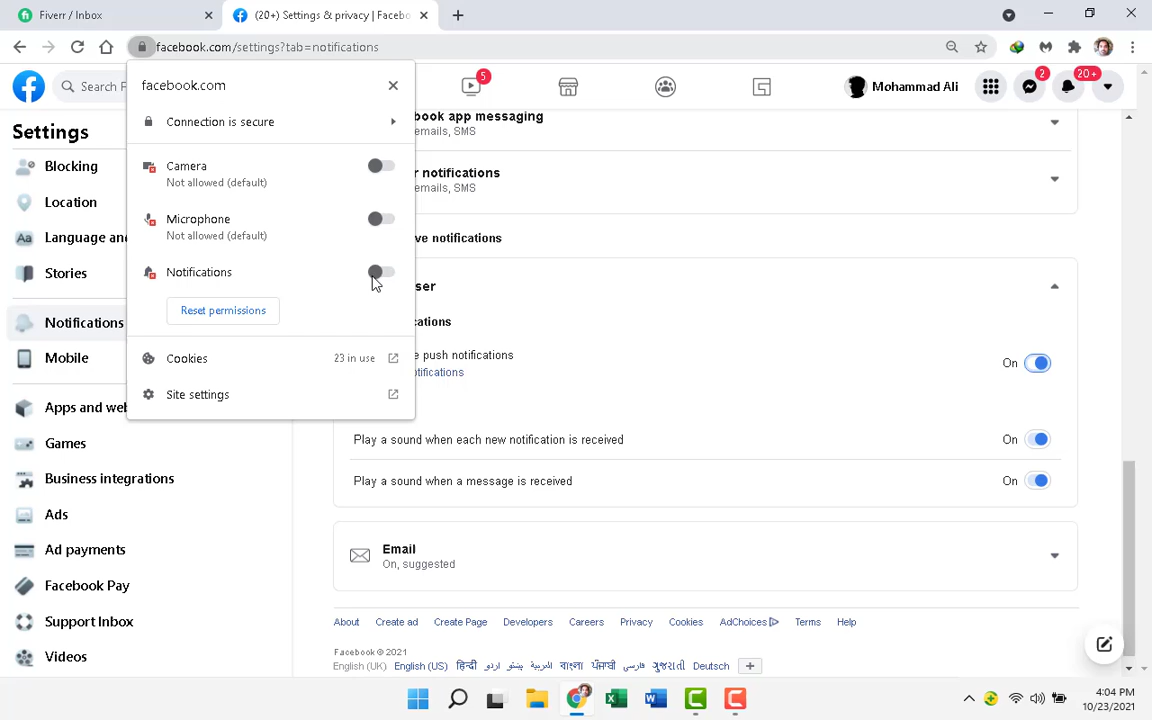 Fiverr / Inbox
(20+) Settings & privacy | Facebo
facebook.com/settings?tab=notifications
facebook.com
Search F
5
Mohammad Ali
2
20+
Settings
Connection is secure
book app messaging
emails, SMS
Blocking
Camera
Not allowed (default)
r notifications
emails, SMS
Location
Microphone
Not allowed (default)
Language and
ve notifications
Stories
Notifications
ser
Reset permissions
Notifications
cations
Mobile
Cookies
23 in use
e push notifications
otifications
On
Site settings
Apps and web
Games
Play a sound when each new notification is received
On
Business integrations
Play a sound when a message is received
On
Ads
Ad payments
Email
On, suggested
Facebook Pay
Support Inbox
About Create ad Create Page Developers Careers Privacy Cookies AdChoices Terms Help
Facebook © 2021
Videos
English (UK) English (US) हिन्दी اردو پښتو العربية বাংলা ਪੰਜਾਬੀ فارسی ગુજરાતી Deutsch
4:04 PM
10/23/2021